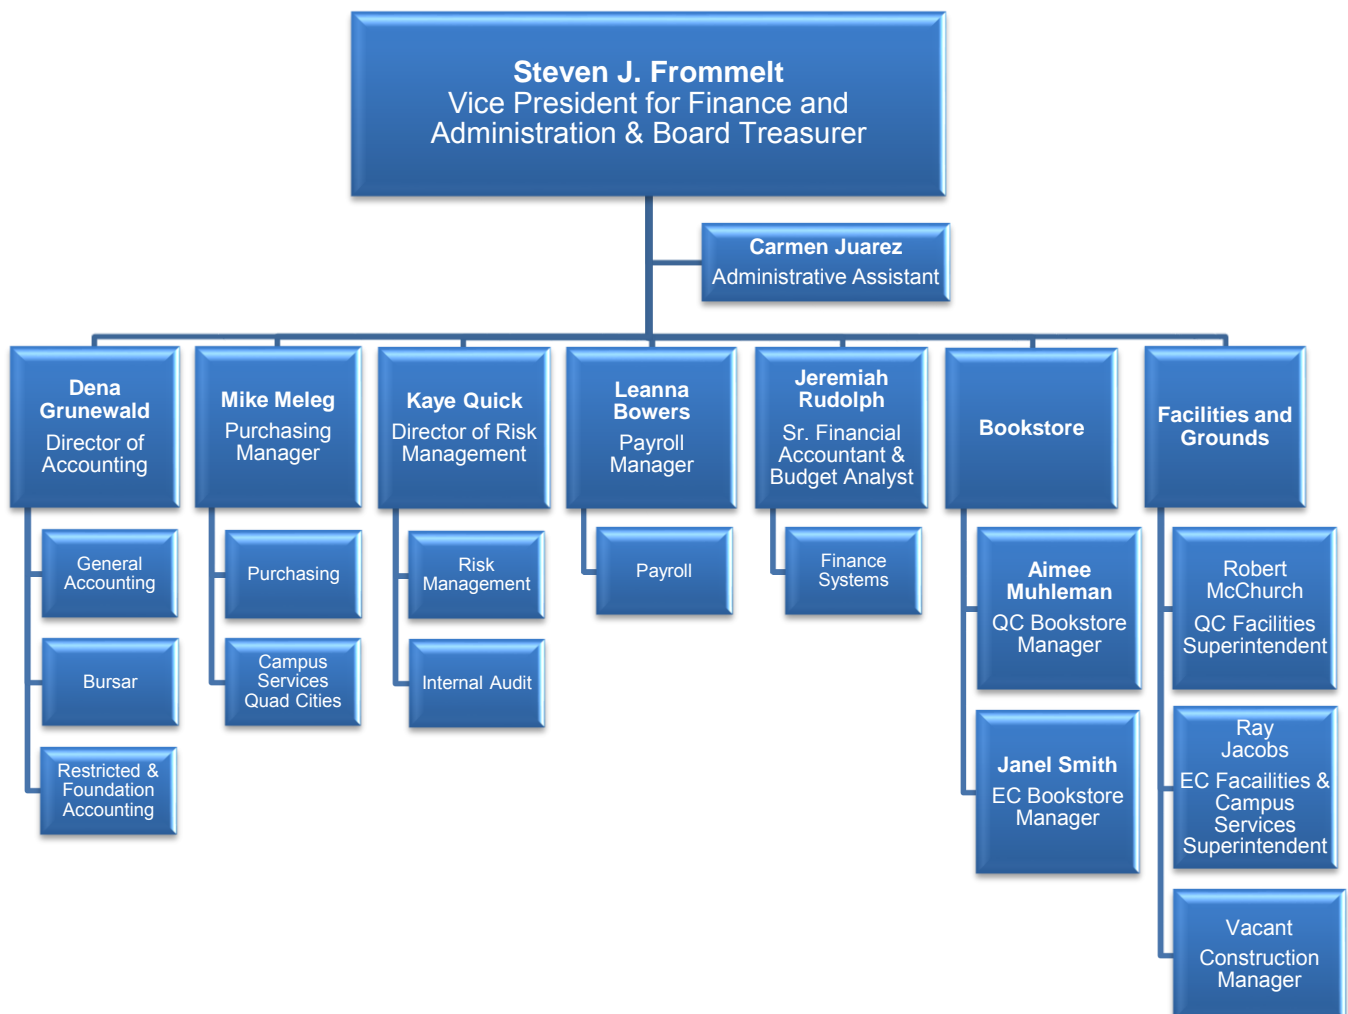 Steven J. Frommelt
Vice President for Finance and
Administration & Board Treasurer
Carmen Juarez
Administrative Assistant
Dena
Grunewald
Director of
Accounting
Mike Meleg
Purchasing
Manager
Kaye Quick
Director of Risk
Management
Leanna
Bowers
Payroll
Manager
Jeremiah
Rudolph
Sr. Financial
Accountant &
Budget Analyst
Bookstore
Facilities and
Grounds
General
Accounting
Bursar
Restricted &
Foundation
Accounting
Purchasing
Campus
Services
Quad Cities
Risk
Management
Internal Audit
Payroll
Finance
Systems
Aimee
Muhleman
QC Bookstore
Manager
Janel Smith
EC Bookstore
Manager
Robert
McChurch
QC Facilities
Superintendent
Ray
Jacobs
EC Facailities &
Campus
Services
Superintendent
Vacant
Construction
Manager